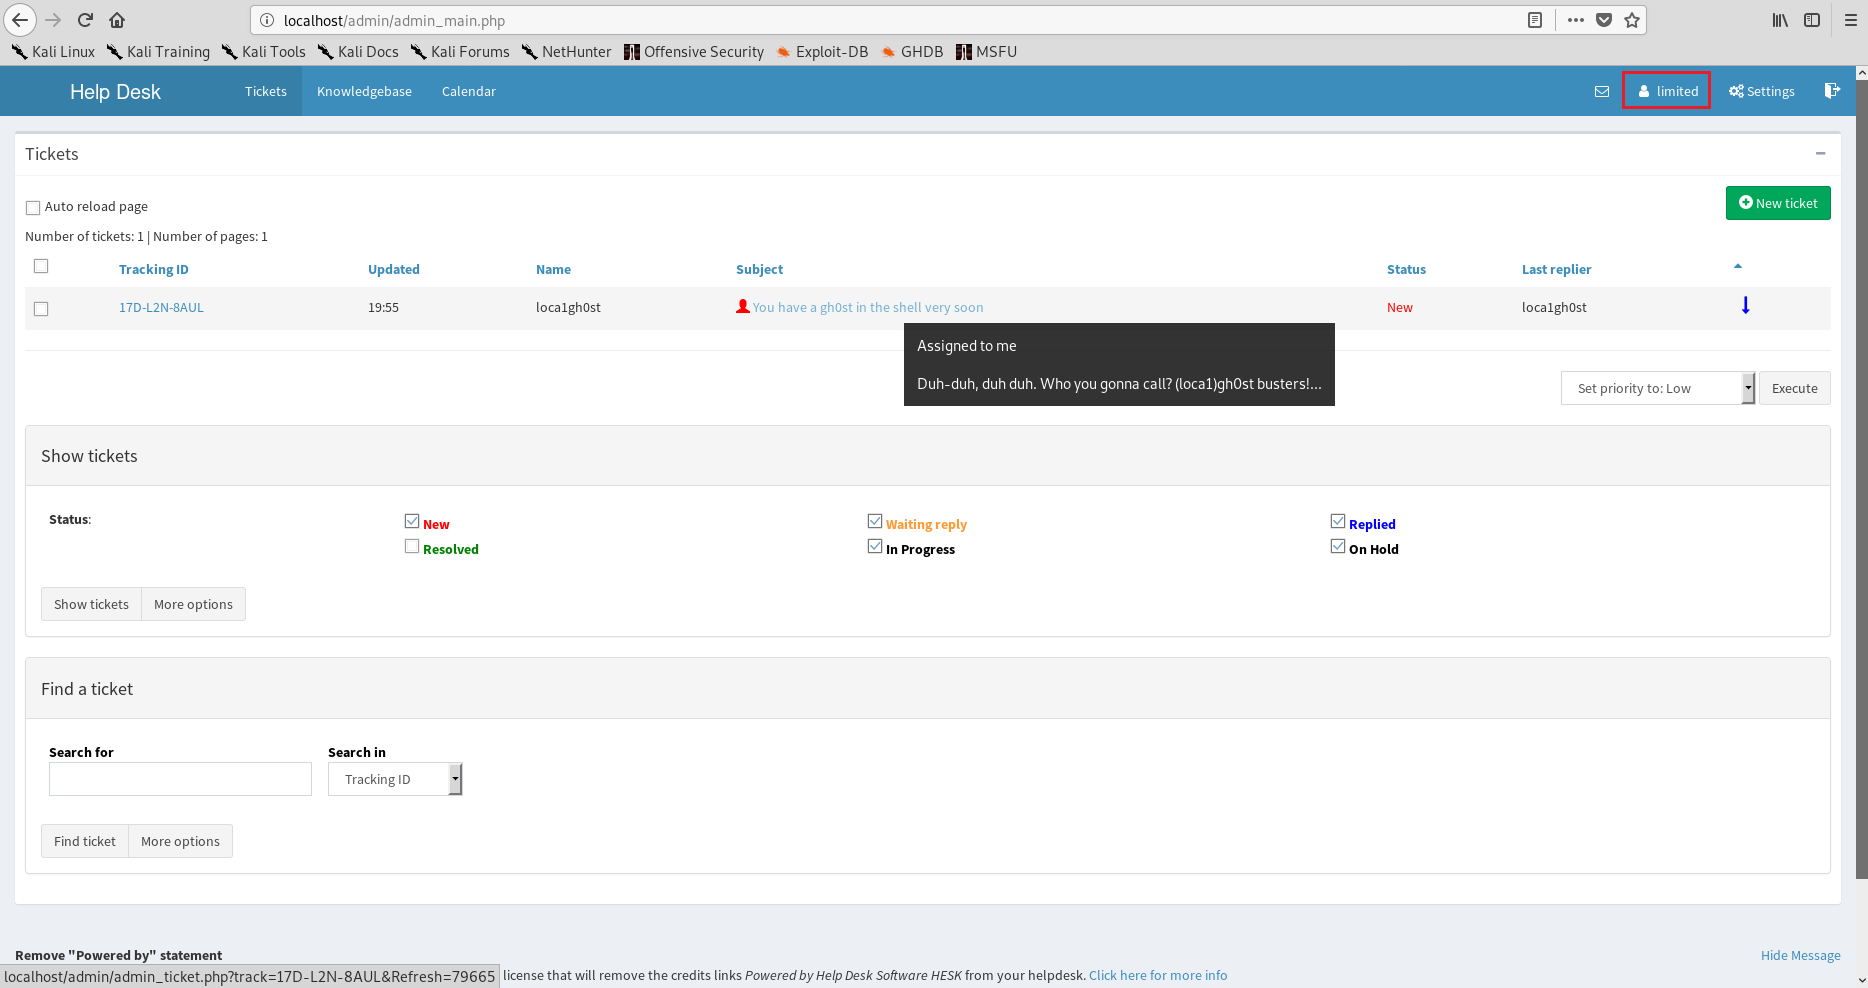 localhost/admin/admin_main.php
Kali Linux Kali Training Kali Tools Kali Docs Kali Forums NetHunter Offensive Security Exploit-DB GHDB MSFU
Help Desk Tickets Knowledgebase Calendar limited Settings
Tickets
Auto reload page
New ticket
Number of tickets: 1 | Number of pages: 1
Tracking ID Updated Name Subject Status Last replier
17D-L2N-8AUL 19:55 loca1gh0st You have a gh0st in the shell very soon New loca1gh0st
Assigned to me
Duh-duh, duh duh. Who you gonna call? (loca1)gh0st busters!...
Set priority to: Low Execute
Show tickets
Status: New Waiting reply Replied
Resolved In Progress On Hold
Show tickets More options
Find a ticket
Search for Search in
Tracking ID
Find ticket More options
Remove "Powered by" statement Hide Message
localhost/admin/admin_ticket.php?track=17D-L2N-8AUL&Refresh=79665 license that will remove the credits links Powered by Help Desk Software HESK from your helpdesk. Click here for more info